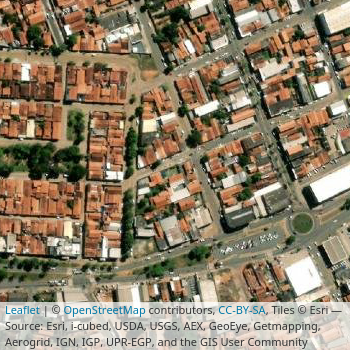 Leaflet | © OpenStreetMap contributors, CC-BY-SA, Tiles © Esri —
Source: Esri, i-cubed, USDA, USGS, AEX, GeoEye, Getmapping,
Aerogrid, IGN, IGP, UPR-EGP, and the GIS User Community